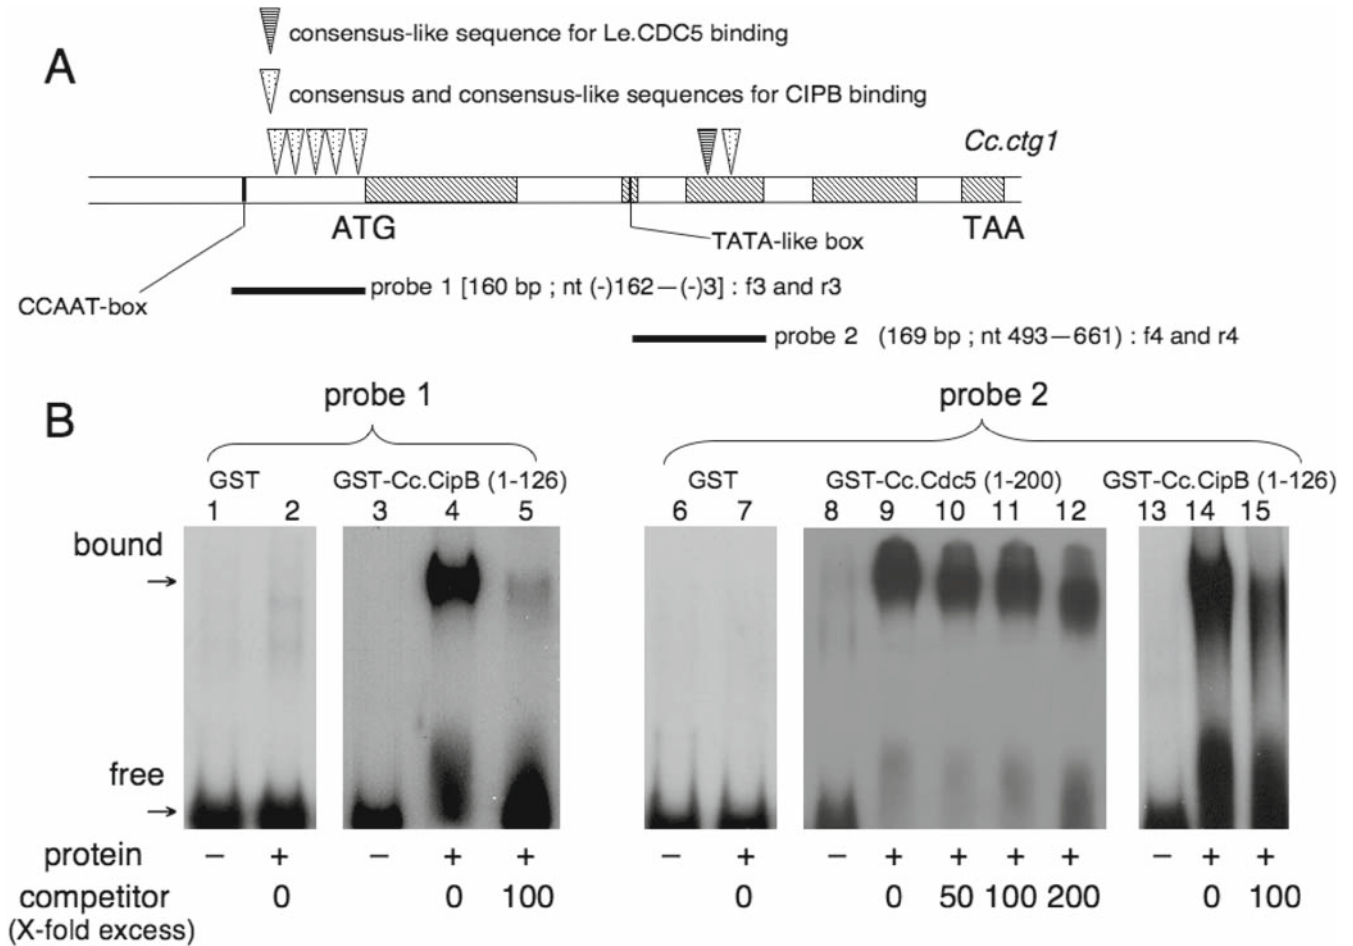 A
consensus-like sequence for Le.CDC5 binding
consensus and consensus-like sequences for CIPB binding
Cc.ctg1
ATG
TAA
TATA-like box
CCAAT-box
probe 1 [160 bp ; nt (-)162—(-)3] : f3 and r3
probe 2 (169 bp ; nt 493—661) : f4 and r4
B
probe 1
probe 2
GST
GST-Cc.CipB (1-126)
GST
GST-Cc.Cdc5 (1-200)
GST-Cc.CipB (1-126)
1 2 3 4 5 6 7 8 9 10 11 12 13 14 15
bound
→
free
→
protein − + − + + − + − + + + + − + +
competitor 0 0 100 0 0 50 100 200 0 100
(X-fold excess)